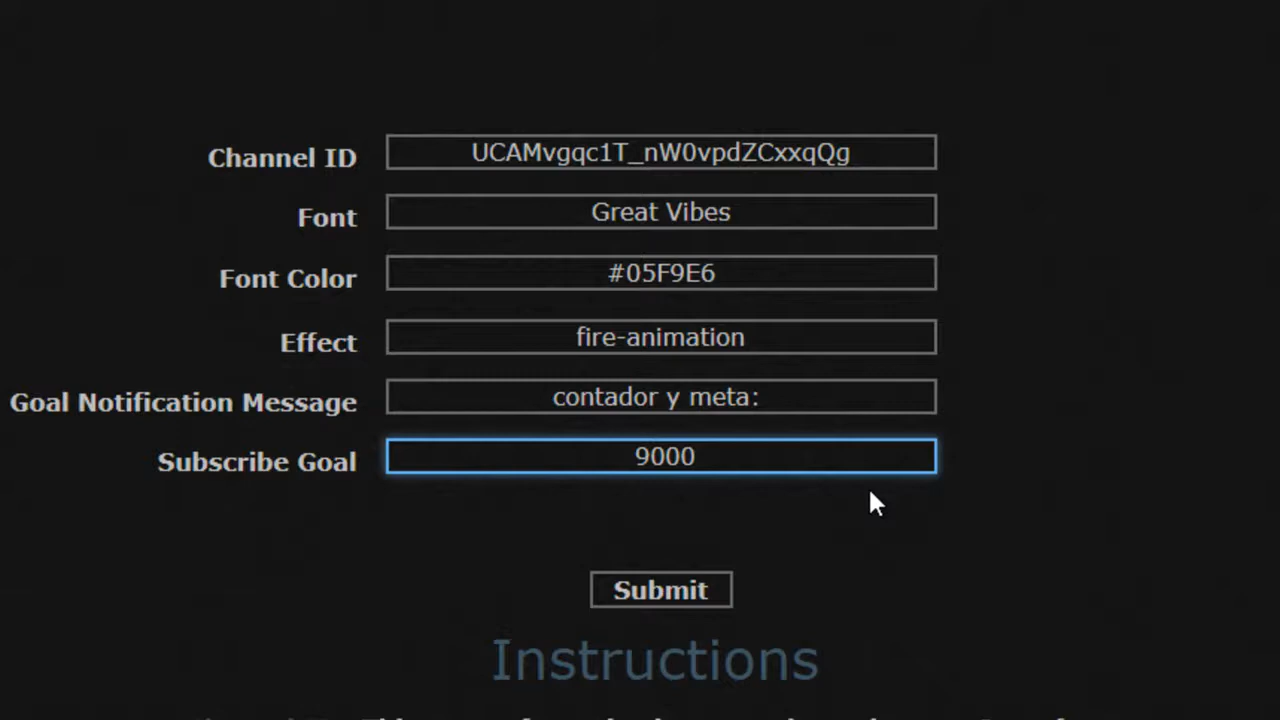 Channel ID UCAMvgqc1T_nW0vpdZCxxqQg
Font Great Vibes
Font Color #05F9E6
Effect fire-animation
Goal Notification Message contador y meta:
Subscribe Goal 9000
Submit
Instructions